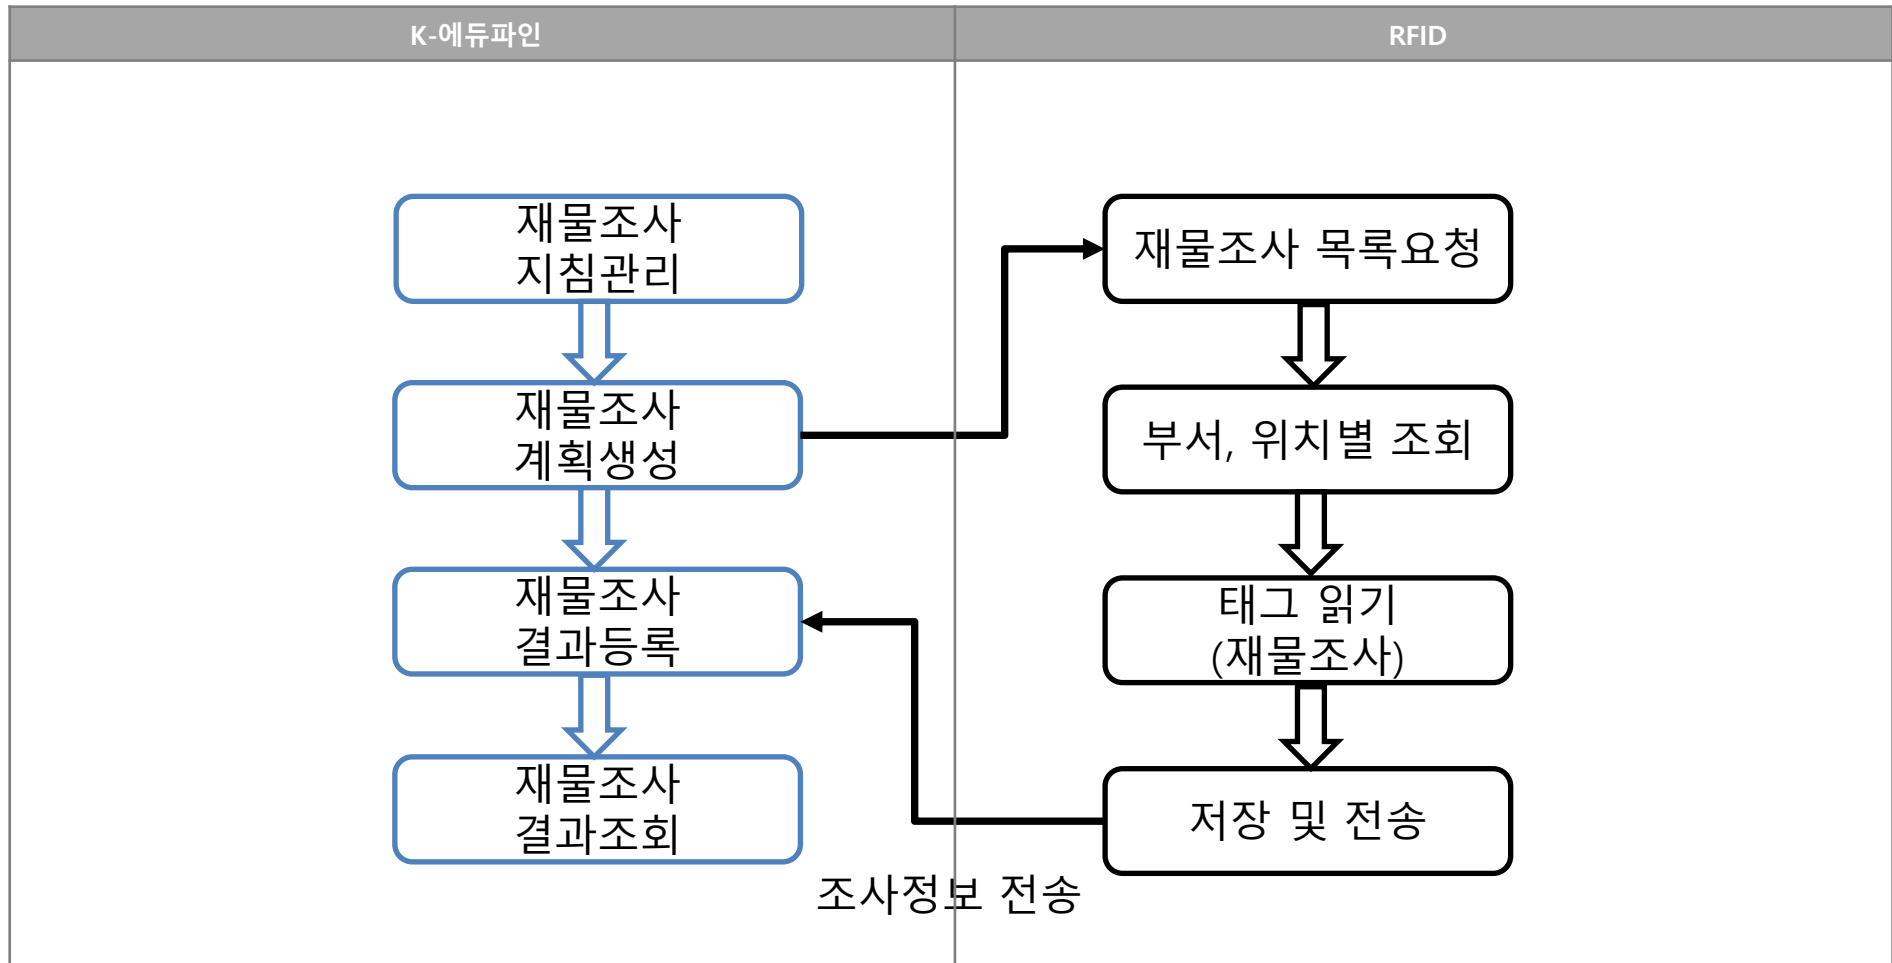 K-에듀파인
RFID
재물조사
지침관리
재물조사
계획생성
재물조사
결과등록
재물조사
결과조회
재물조사 목록요청
부서, 위치별 조회
태그 읽기
(재물조사)
저장 및 전송
조사정보 전송